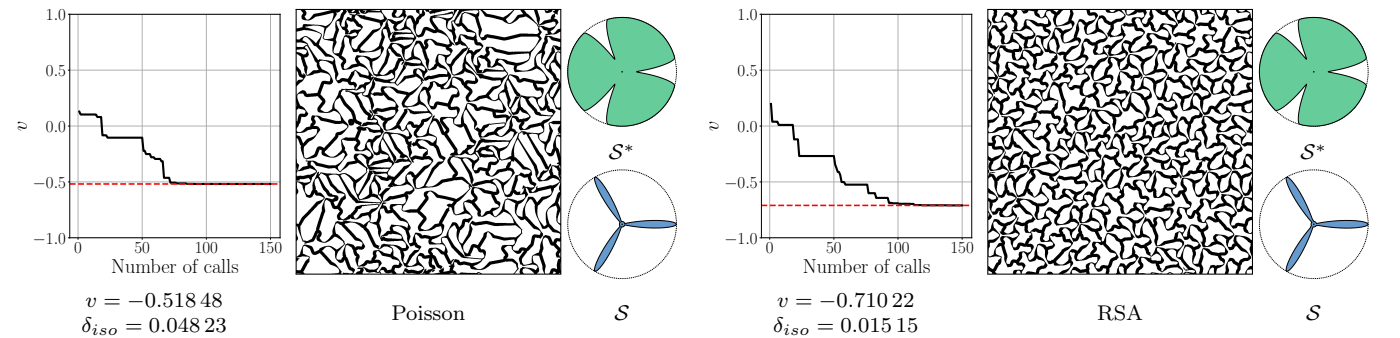 1.0
0.5
0.0
−0.5
−1.0
v
0
50
100
150
Number of calls
v = −0.518 48
δiso = 0.048 23
Poisson
S*
S
1.0
0.5
0.0
−0.5
−1.0
v
0
50
100
150
Number of calls
v = −0.710 22
δiso = 0.015 15
RSA
S*
S